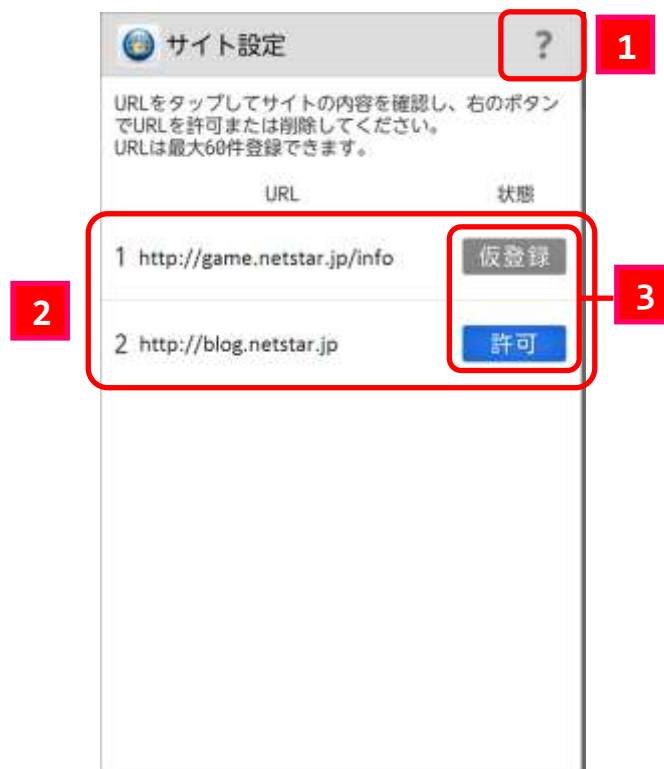 サイト設定
?
1
URLをタップしてサイトの内容を確認し、右のボタン
でURLを許可または削除してください。
URLは最大60件登録できます。
URL 状態
1 http://game.netstar.jp/info 仮登録
2
3
2 http://blog.netstar.jp 許可